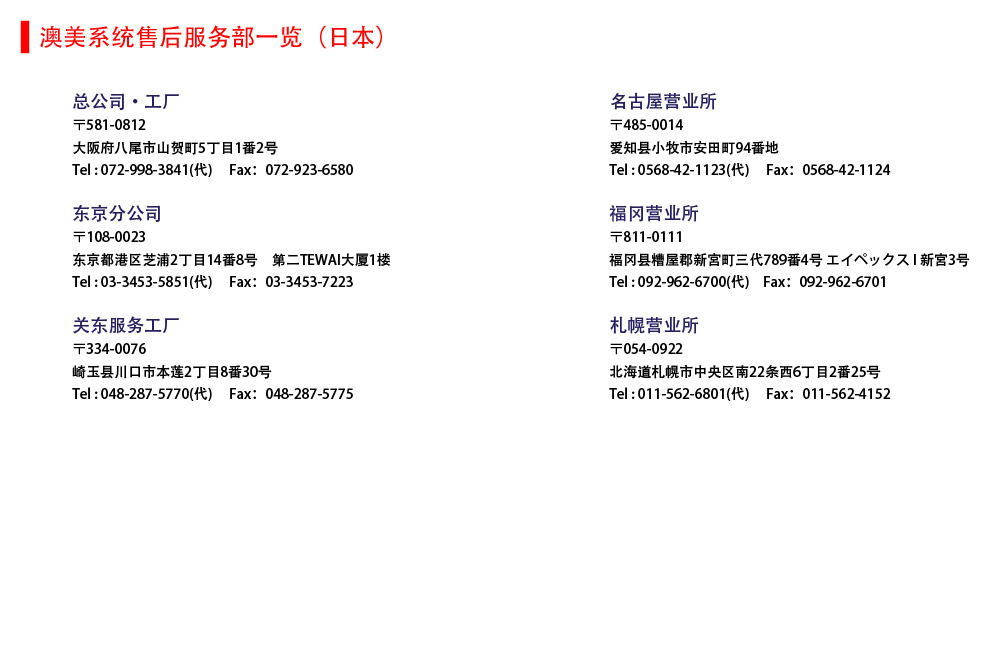 澳美系统售后服务部一览（日本）
总公司・工厂
〒581-0812
大阪府八尾市山贺町5丁目1番2号
Tel : 072-998-3841(代)　Fax：072-923-6580
东京分公司
〒108-0023
东京都港区芝浦2丁目14番8号　第二TEWAI大厦1楼
Tel : 03-3453-5851(代)　Fax：03-3453-7223
关东服务工厂
〒334-0076
崎玉县川口市本莲2丁目8番30号
Tel : 048-287-5770(代)　Fax：048-287-5775
名古屋营业所
〒485-0014
爱知县小牧市安田町94番地
Tel : 0568-42-1123(代)　Fax：0568-42-1124
福冈营业所
〒811-0111
福冈县糟屋郡新宮町三代789番4号 エイペックス I 新宮3号
Tel : 092-962-6700(代)　Fax：092-962-6701
札幌营业所
〒054-0922
北海道札幌市中央区南22条西6丁目2番25号
Tel : 011-562-6801(代)　Fax：011-562-4152